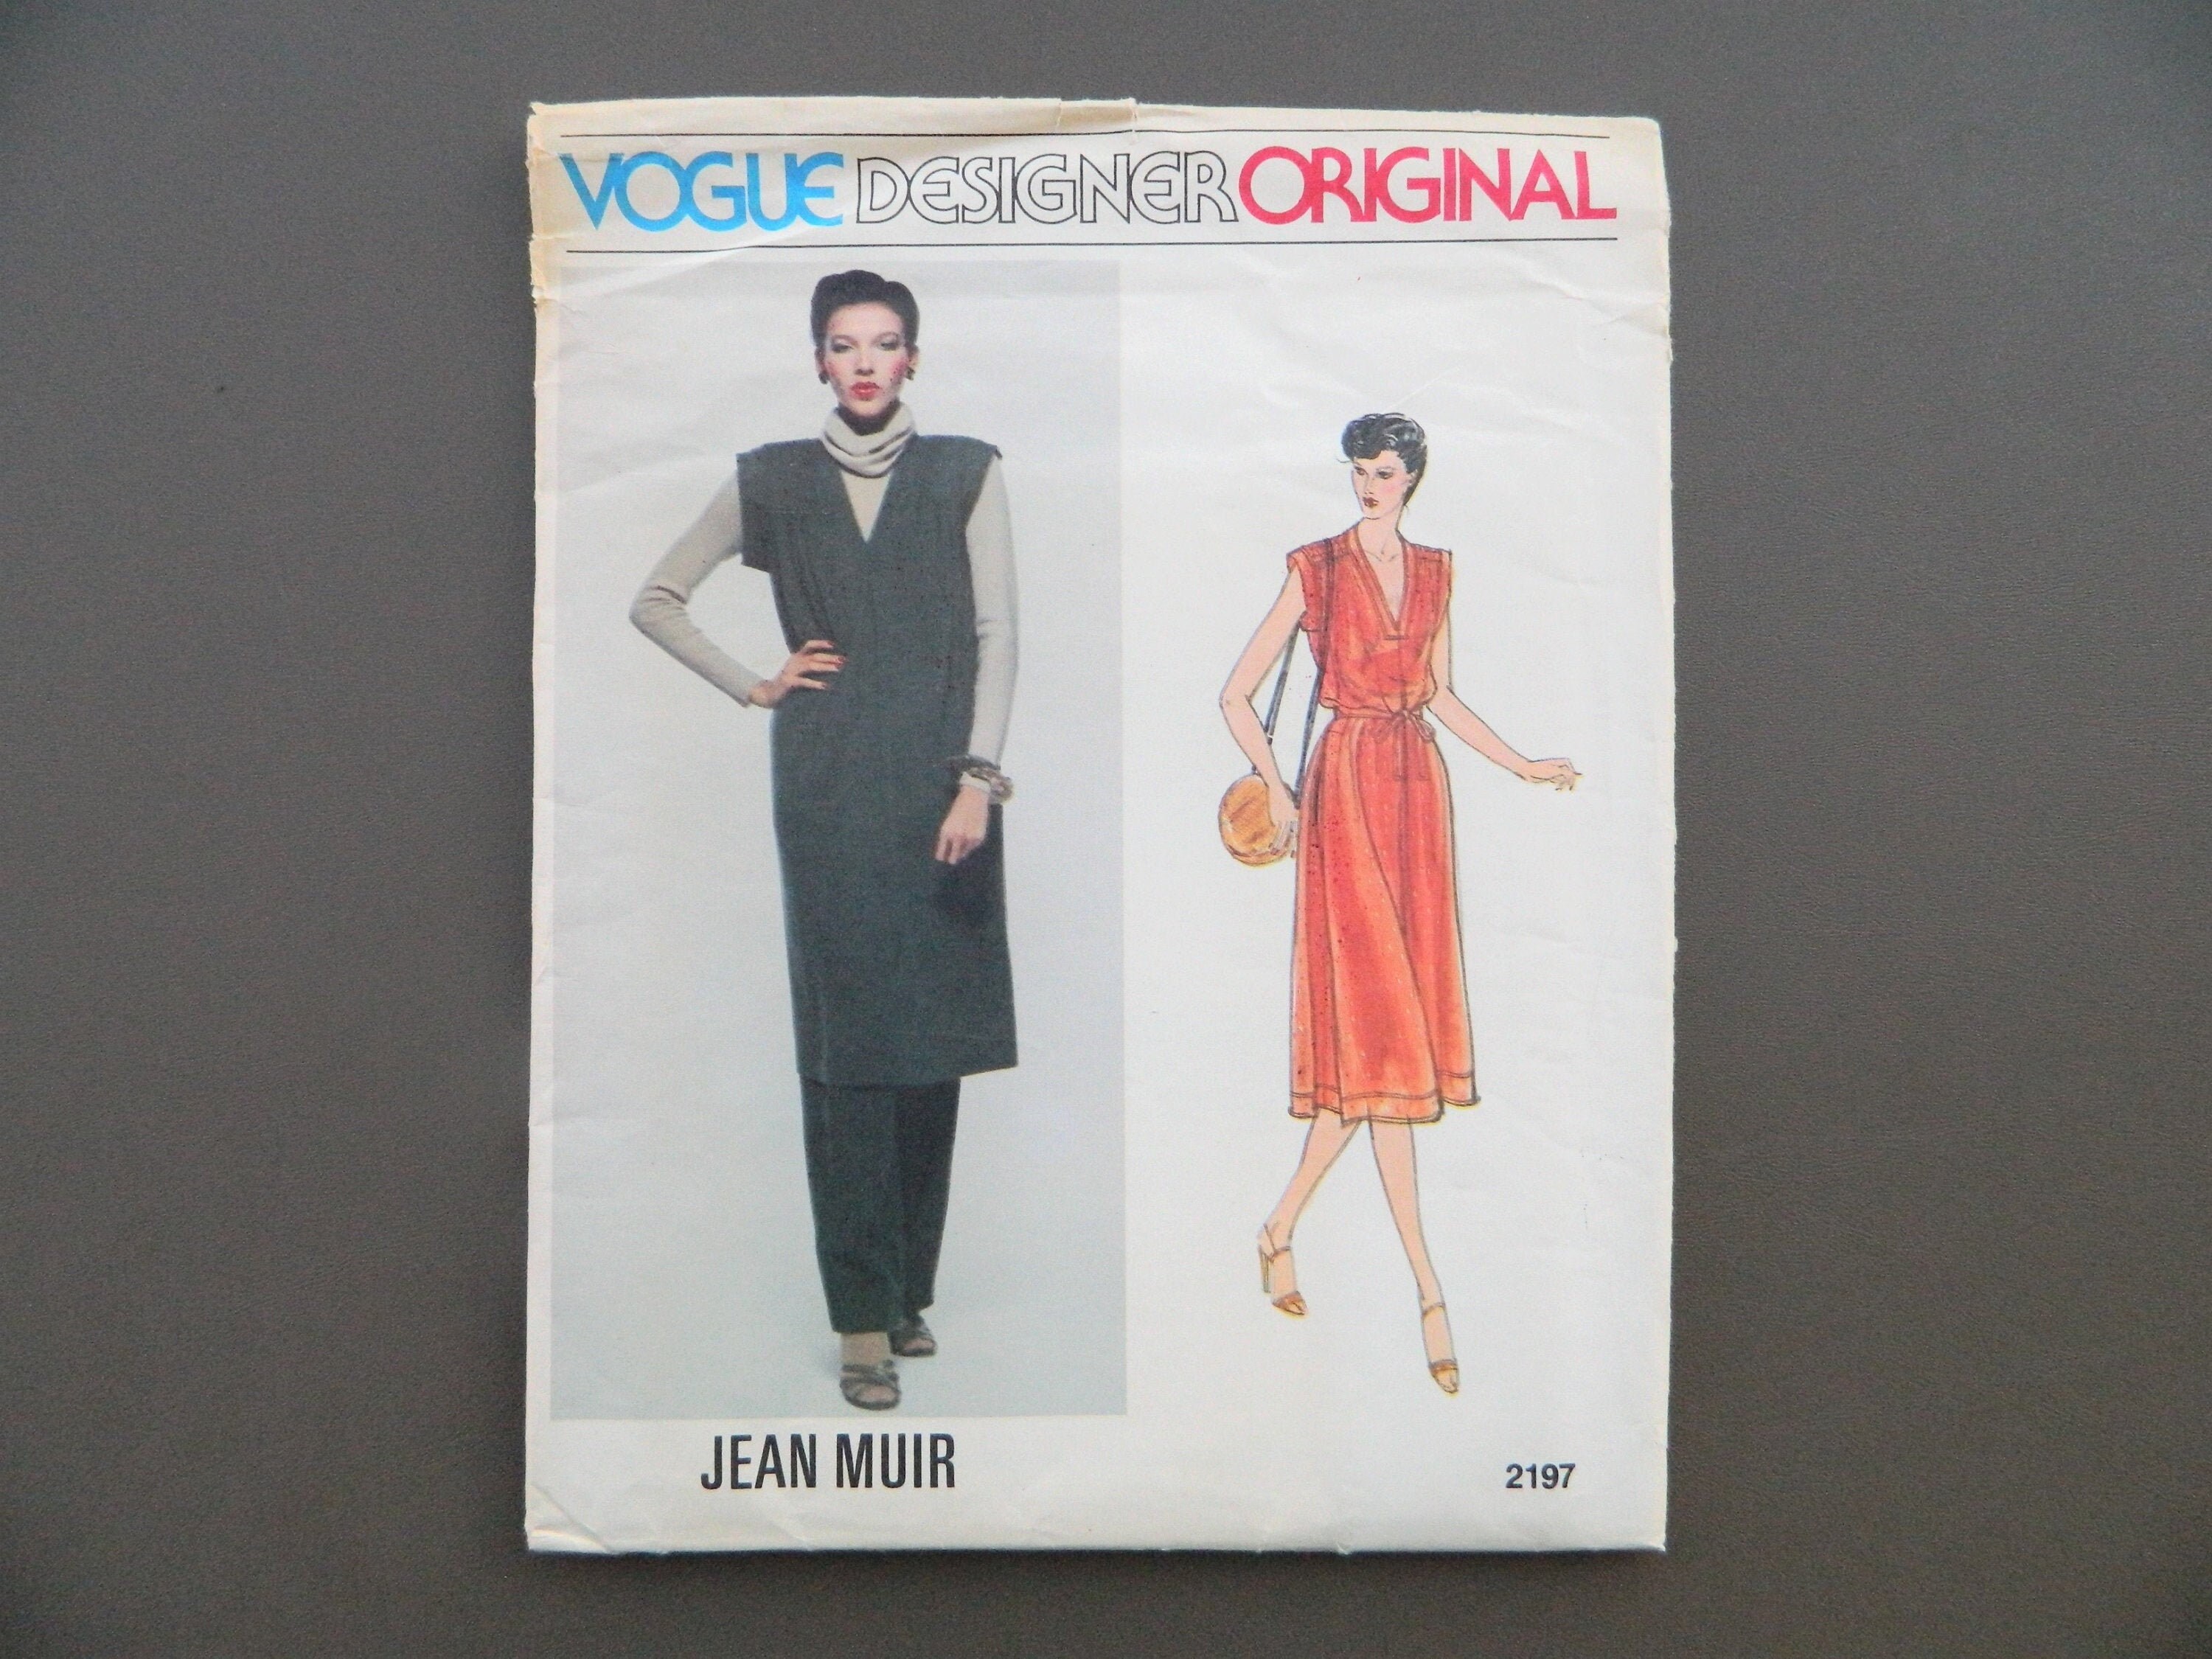 VOGUE DESIGNER ORIGINAL
JEAN MUIR
2197